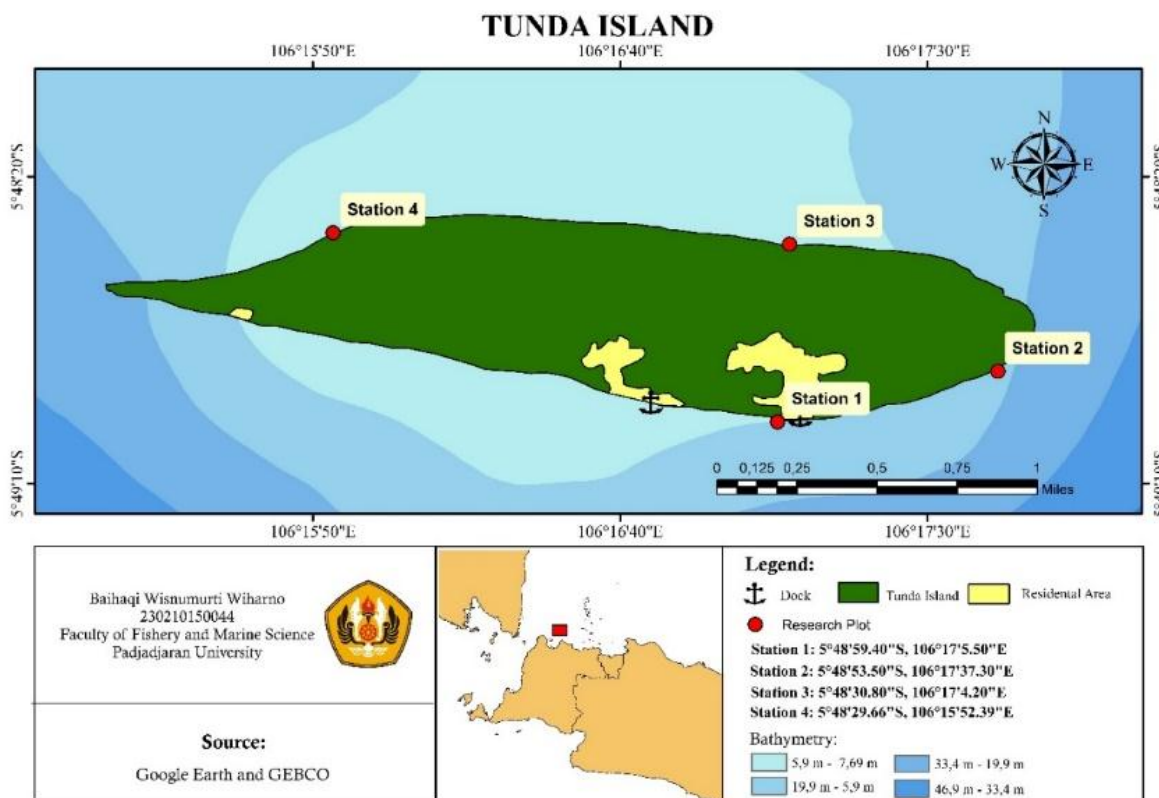 TUNDA ISLAND
106°15'50"E 106°16'40"E 106°17'30"E
5°48'20"S 5°48'20"S
Station 4
Station 3
N
W E
S
Station 2
Station 1
0 0,125 0,25 0,5 0,75 1
Miles
5°49'10"S 5°49'10"S
106°15'50"E 106°16'40"E 106°17'30"E
Baihaqi Wisnumurti Wiharno
230210150044
Faculty of Fishery and Marine Science
Padjadjaran University
Source:
Google Earth and GEBCO
Legend:
Dock Tunda Island Residental Area
Research Plot
Station 1: 5°48'59.40"S, 106°17'5.50"E
Station 2: 5°48'53.50"S, 106°17'37.30"E
Station 3: 5°48'30.80"S, 106°17'4.20"E
Station 4: 5°48'29.66"S, 106°15'52.39"E
Bathymetry:
5,9 m - 7,69 m 33,4 m - 19,9 m
19,9 m - 5,9 m 46,9 m - 33,4 m